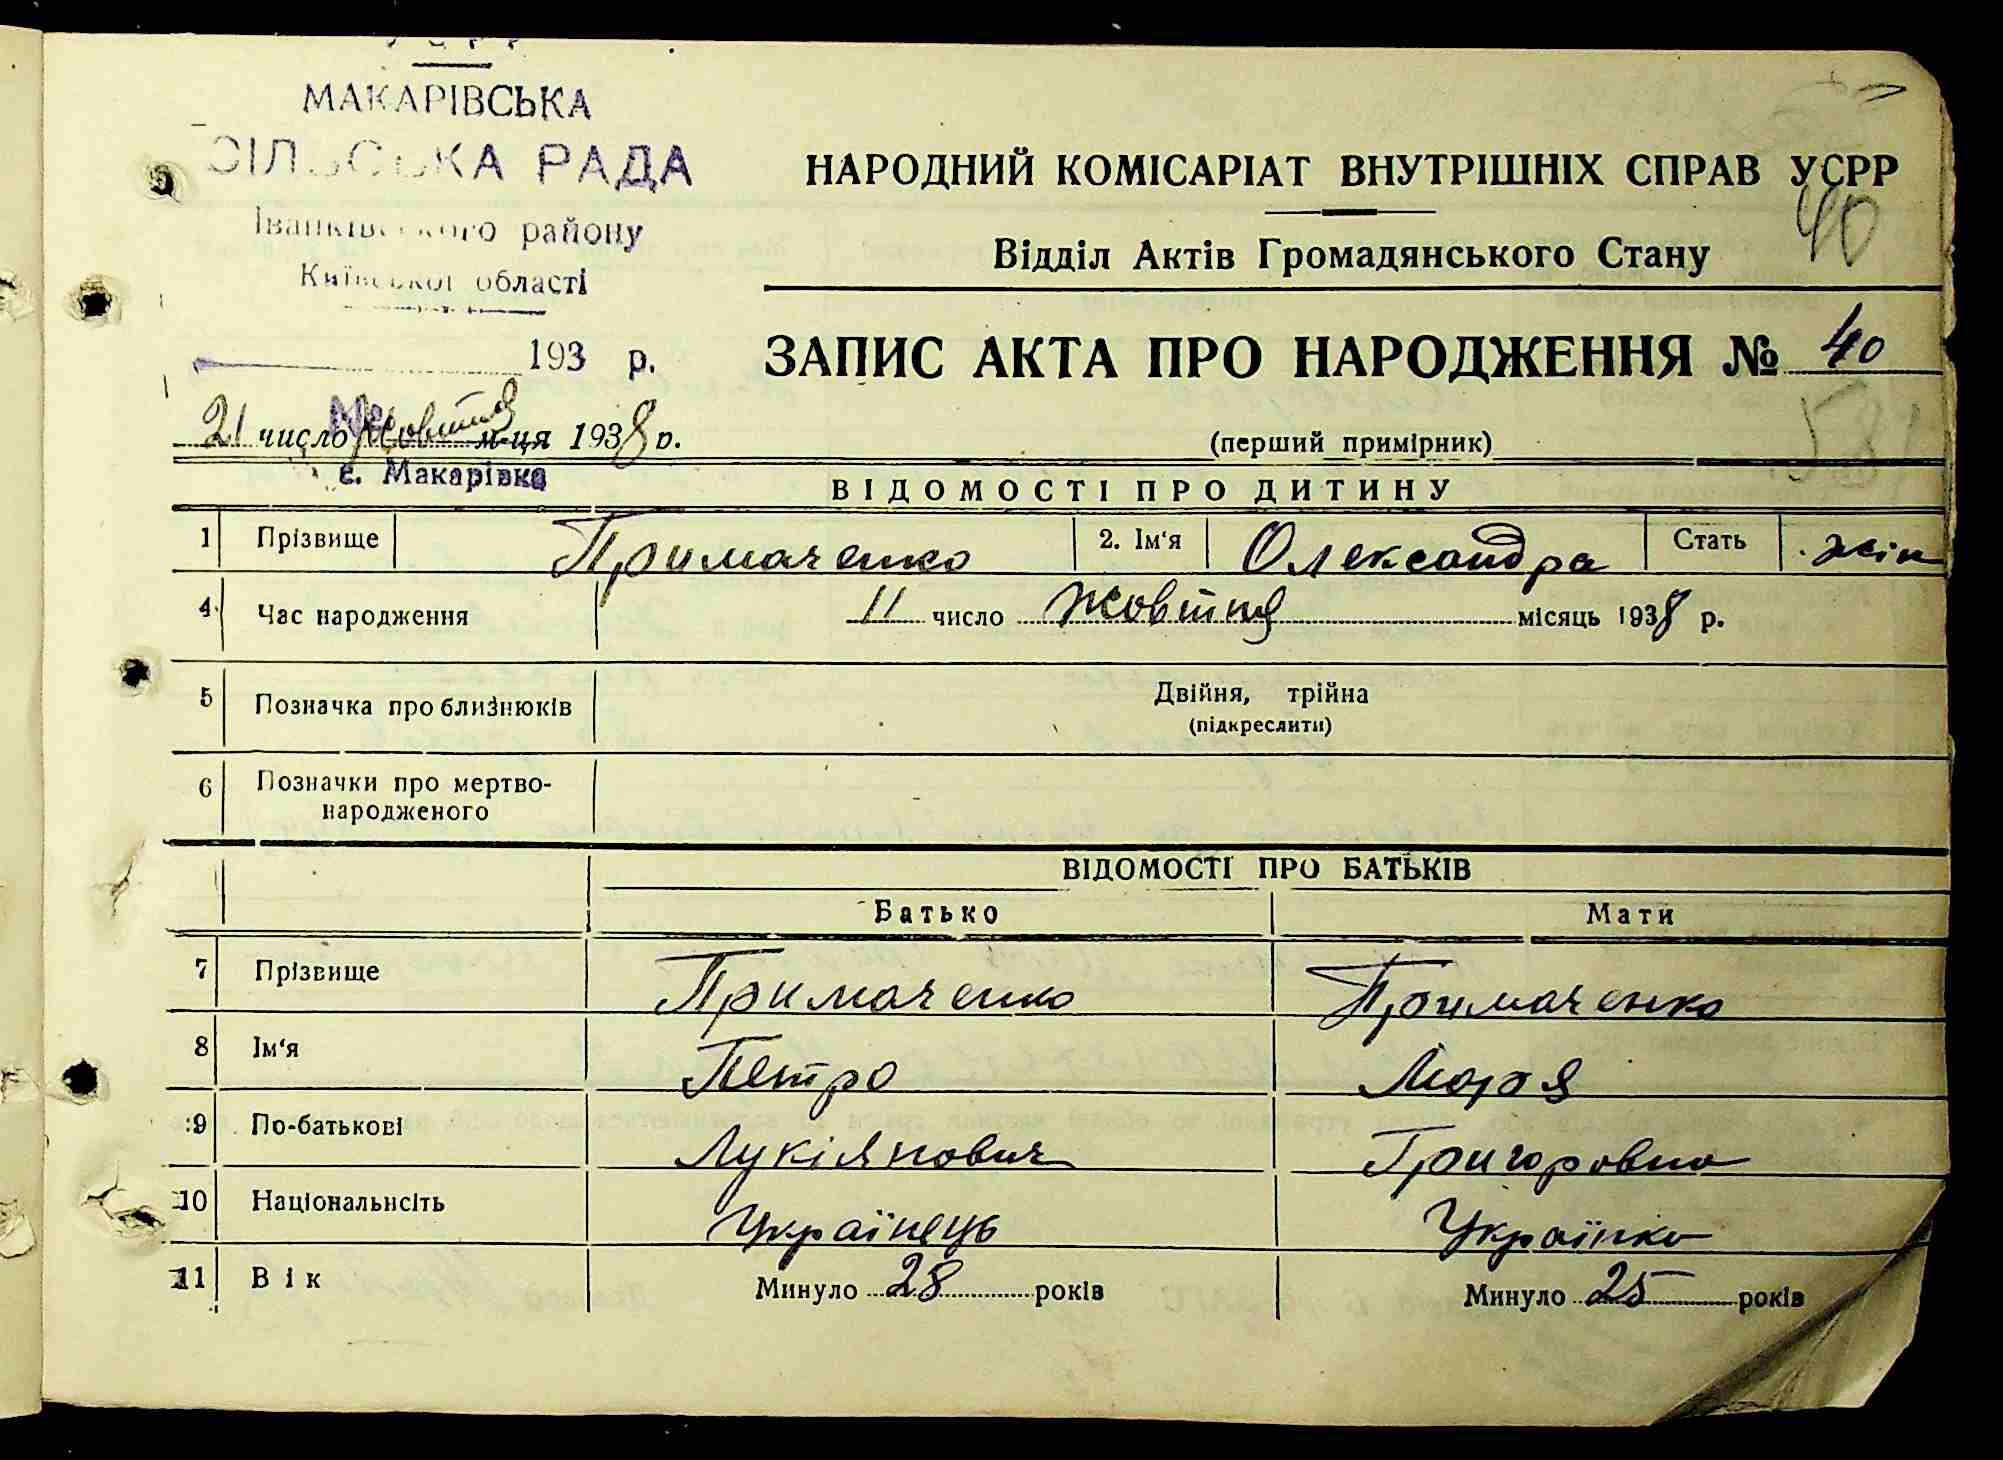 УСРР
МАКАРІВСЬКА
СІЛЬСЬКА РАДА
Іванківського району
Київської області
193 р.
№
21 число Жовтня м-ця 1938 р.
с. Макарівка
НАРОДНИЙ КОМІСАРІАТ ВНУТРІШНІХ СПРАВ УСРР
40
Відділ Актів Громадянського Стану
ЗАПИС АКТА ПРО НАРОДЖЕННЯ № 40
(перший примірник)
ВІДОМОСТІ ПРО ДИТИНУ
1 Прізвище Примаченко 2. Ім'я Олександра Стать жін
4 Час народження 11 число Жовтня місяць 1938 р.
5 Позначка про близнюків Двійня, трійна
(підкреслити)
6 Позначки про мертво-
народженого
ВІДОМОСТІ ПРО БАТЬКІВ
Батько Мати
7 Прізвище Примаченко Примаченко
8 Ім'я Петро Марія
9 По-батькові Лукіянович Григоровна
10 Національність Українець Українка
11 Вік Минуло 28 років Минуло 25 років